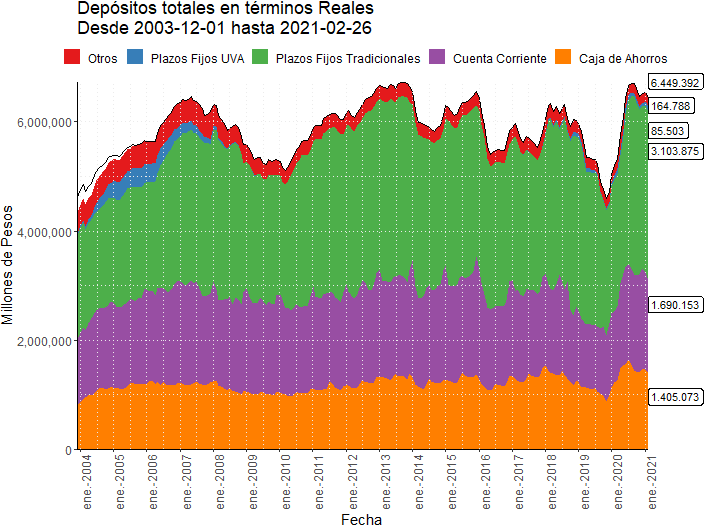 Depósitos totales en términos Reales
Desde 2003-12-01 hasta 2021-02-26
Otros
Plazos Fijos UVA
Plazos Fijos Tradicionales
Cuenta Corriente
Caja de Ahorros
Millones de Pesos
6,000,000
4,000,000
2,000,000
0
6.449.392
164.788
85.503
3.103.875
1.690.153
1.405.073
ene.-2004
ene.-2005
ene.-2006
ene.-2007
ene.-2008
ene.-2009
ene.-2010
ene.-2011
ene.-2012
ene.-2013
ene.-2014
ene.-2015
ene.-2016
ene.-2017
ene.-2018
ene.-2019
ene.-2020
ene.-2021
Fecha